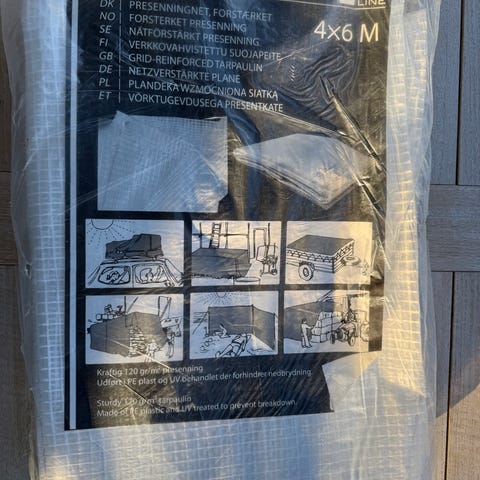 LINE
4×6 M
DK PRESENNINGNET, FORSTÆRKET
NO FORSTERKET PRESENNING
SE NÄTFÖRSTÄRKT PRESENNING
FI VERKKOVAHVISTETTU SUOJAPEITE
GB GRID-REINFORCED TARPAULIN
DE NETZVERSTÄRKTE PLANE
PL PLANDEKA WZMOCNIONA SIATKĄ
ET VÕRKTUGEVDUSEGA PRESENTKATE
Kraftig 120 gr/m² presenning
Udført i PE plast og UV behandlet der forhindrer nedbrydning.
Sturdy 120 gr/m² tarpaulin
Made of PE plastic and UV treated to prevent breakdown.